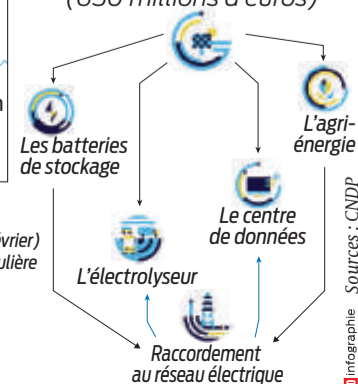 (650 millions d'euros)
n
Les batteries
de stockage
L'agri-
énergie
Le centre
de données
vrier)
ulière
L'électrolyseur
Raccordement
au réseau électrique
infographie Sources : CNDP